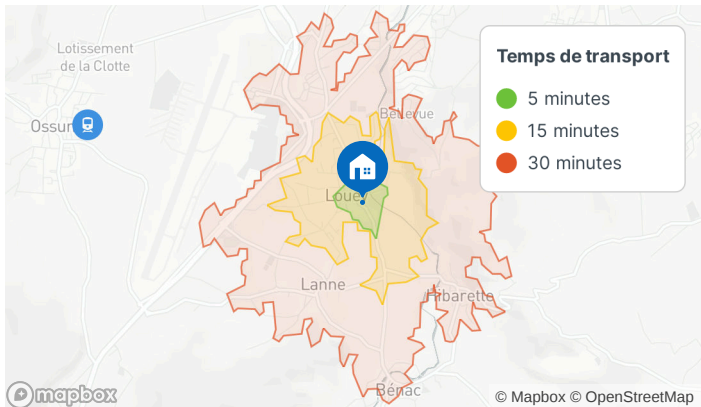 Lotissement
de la Clotte
Ossun
Bellevue
Louey
Lanne
Hibarette
Bénac
Temps de transport
5 minutes
15 minutes
30 minutes
mapbox
© Mapbox © OpenStreetMap